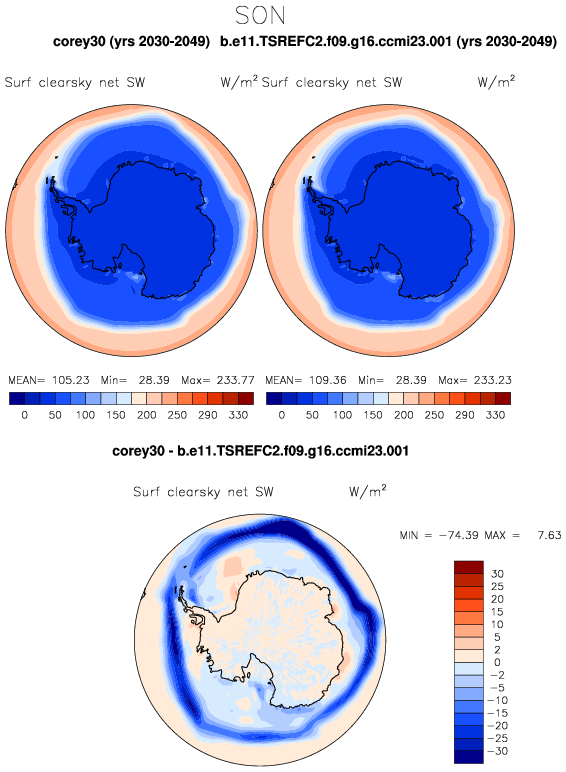 SON
corey30 (yrs 2030-2049) b.e11.TSREFC2.f09.g16.ccmi23.001 (yrs 2030-2049)
Surf clearsky net SW W/m² Surf clearsky net SW W/m²
MEAN= 105.23 Min= 28.39 Max= 233.77 MEAN= 109.36 Min= 28.39 Max= 233.23
0 50 100 150 200 250 290 330 0 50 100 150 200 250 290 330
corey30 - b.e11.TSREFC2.f09.g16.ccmi23.001
Surf clearsky net SW W/m²
MIN = −74.39 MAX = 7.63
30
25
20
15
10
5
2
0
−2
−5
−10
−15
−20
−25
−30